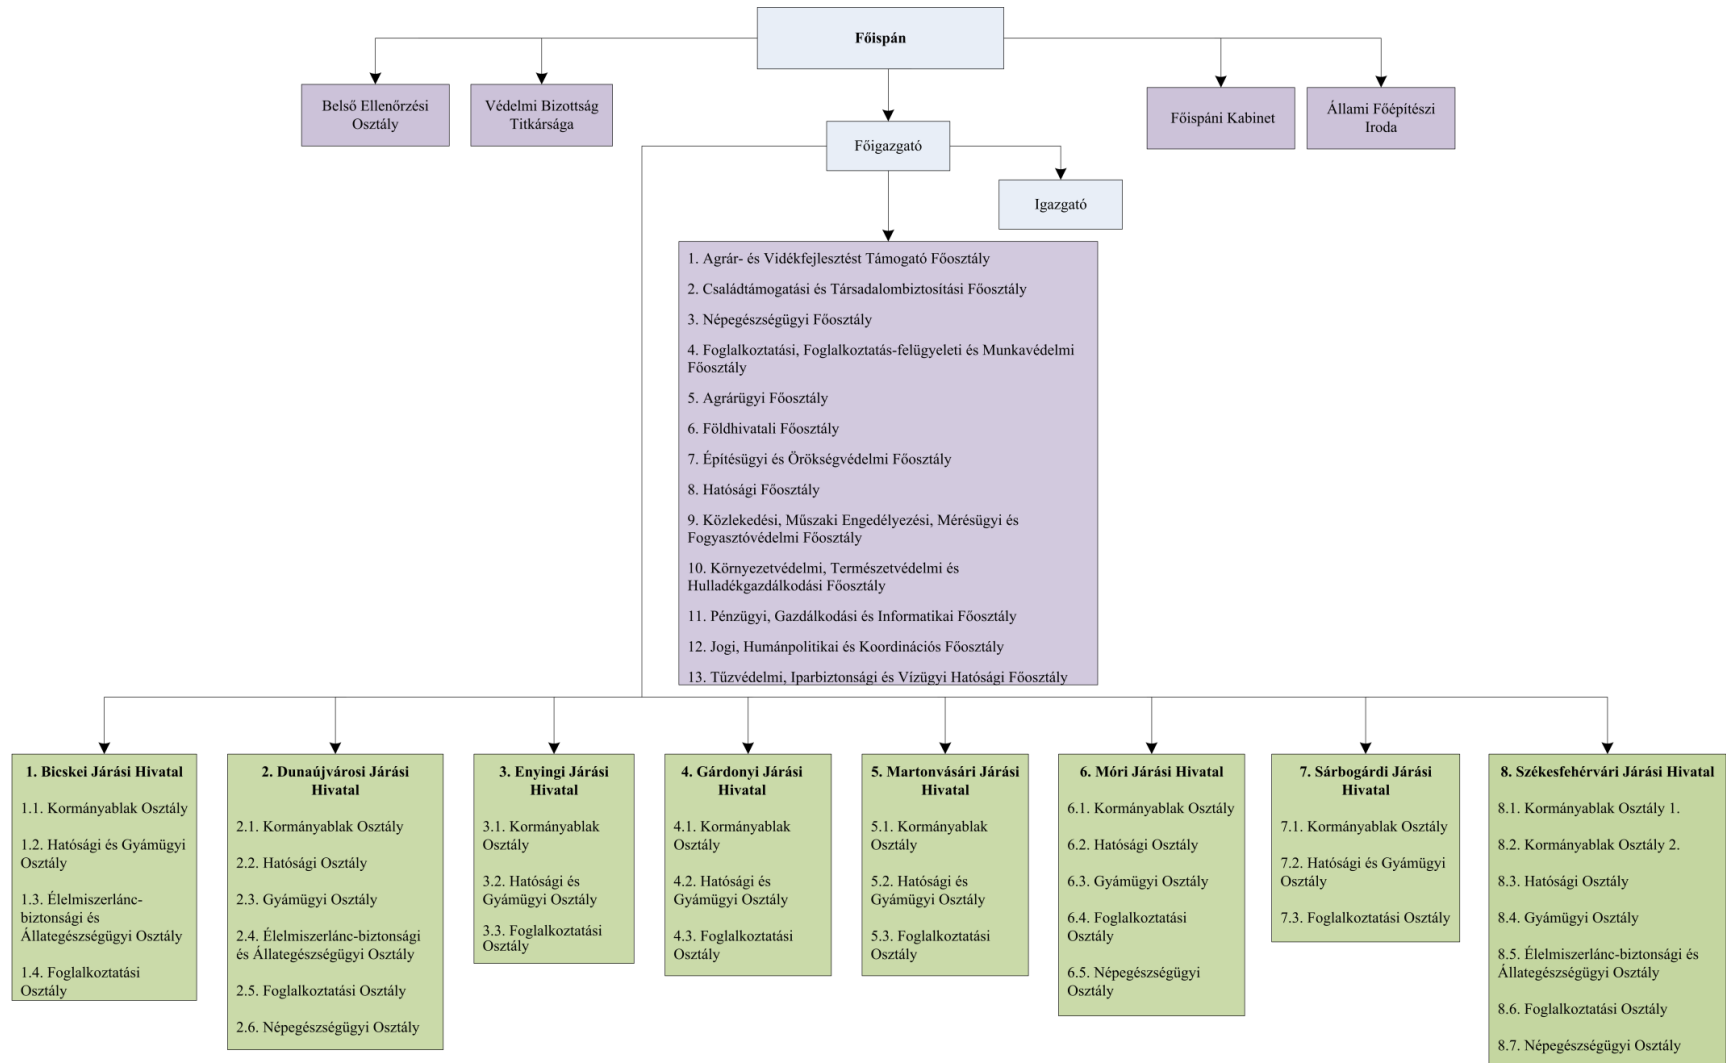 Főispán
Belső Ellenőrzési
Osztály
Védelmi Bizottság
Titkársága
Főispáni Kabinet
Állami Főépítészi
Iroda
Főigazgató
Igazgató
1. Agrár- és Vidékfejlesztést Támogató Főosztály
2. Családtámogatási és Társadalombiztosítási Főosztály
3. Népegészségügyi Főosztály
4. Foglalkoztatási, Foglalkoztatás-felügyeleti és Munkavédelmi
Főosztály
5. Agrárügyi Főosztály
6. Földhivatali Főosztály
7. Építésügyi és Örökségvédelmi Főosztály
8. Hatósági Főosztály
9. Közlekedési, Műszaki Engedélyezési, Mérésügyi és
Fogyasztóvédelmi Főosztály
10. Környezetvédelmi, Természetvédelmi és
Hulladékgazdálkodási Főosztály
11. Pénzügyi, Gazdálkodási és Informatikai Főosztály
12. Jogi, Humánpolitikai és Koordinációs Főosztály
13. Tűzvédelmi, Iparbiztonsági és Vízügyi Hatósági Főosztály
1. Bicskei Járási Hivatal
1.1. Kormányablak Osztály
1.2. Hatósági és Gyámügyi
Osztály
1.3. Élelmiszerlánc-
biztonsági és
Állategészségügyi Osztály
1.4. Foglalkoztatási
Osztály
2. Dunaújvárosi Járási
Hivatal
2.1. Kormányablak Osztály
2.2. Hatósági Osztály
2.3. Gyámügyi Osztály
2.4. Élelmiszerlánc-biztonsági
és Állategészségügyi Osztály
2.5. Foglalkoztatási Osztály
2.6. Népegészségügyi Osztály
3. Enyingi Járási
Hivatal
3.1. Kormányablak
Osztály
3.2. Hatósági és
Gyámügyi Osztály
3.3. Foglalkoztatási
Osztály
4. Gárdonyi Járási
Hivatal
4.1. Kormányablak
Osztály
4.2. Hatósági és
Gyámügyi Osztály
4.3. Foglalkoztatási
Osztály
5. Martonvásári Járási
Hivatal
5.1. Kormányablak
Osztály
5.2. Hatósági és
Gyámügyi Osztály
5.3. Foglalkoztatási
Osztály
6. Móri Járási Hivatal
6.1. Kormányablak Osztály
6.2. Hatósági Osztály
6.3. Gyámügyi Osztály
6.4. Foglalkoztatási
Osztály
6.5. Népegészségügyi
Osztály
7. Sárbogárdi Járási
Hivatal
7.1. Kormányablak Osztály
7.2. Hatósági és Gyámügyi
Osztály
7.3. Foglalkoztatási Osztály
8. Székesfehérvári Járási Hivatal
8.1. Kormányablak Osztály 1.
8.2. Kormányablak Osztály 2.
8.3. Hatósági Osztály
8.4. Gyámügyi Osztály
8.5. Élelmiszerlánc-biztonsági és
Állategészségügyi Osztály
8.6. Foglalkoztatási Osztály
8.7. Népegészségügyi Osztály